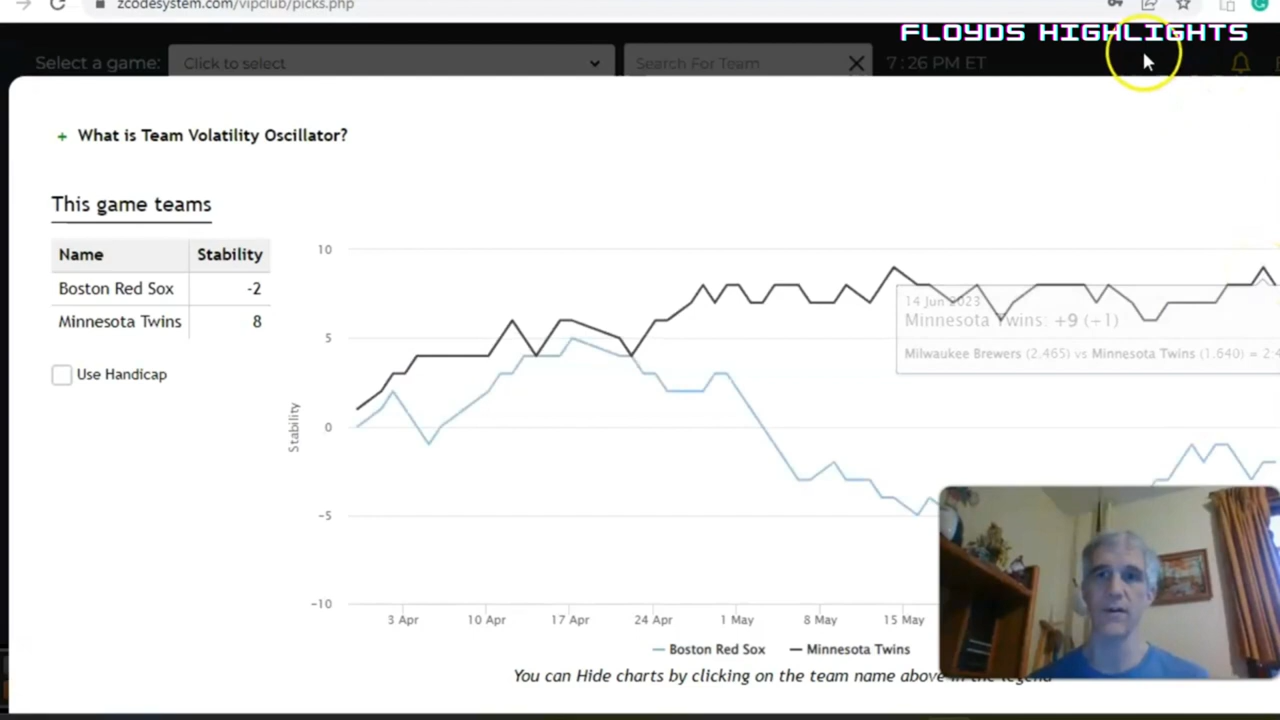 zcodesystem.com/vipclub/picks.php
FLOYDS HIGHLIGHTS
Select a game: Click to select Search For Team 7:26 PM ET
+ What is Team Volatility Oscillator?
This game teams
Name Stability
Boston Red Sox -2
Minnesota Twins 8
Use Handicap
Stability
10
5
0
-5
-10
14 Jun 2023
Minnesota Twins: +9 (+1)
Milwaukee Brewers (2.465) vs Minnesota Twins (1.640) =
3 Apr 10 Apr 17 Apr 24 Apr 1 May 8 May 15 May
Boston Red Sox Minnesota Twins
You can Hide charts by clicking on the team name above in the legend